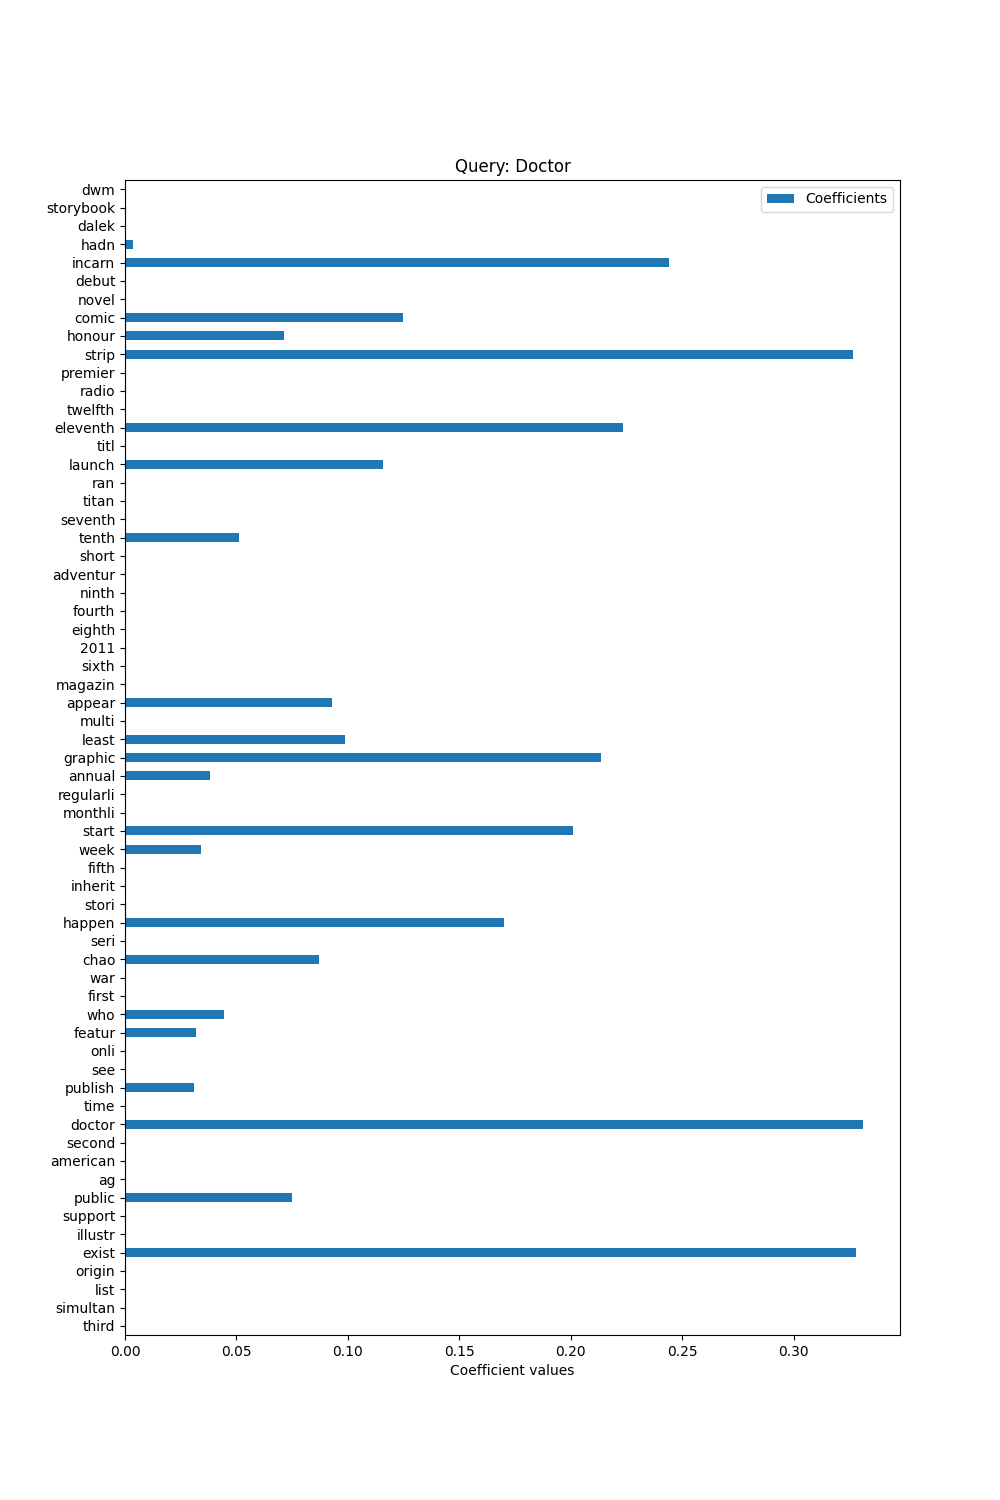 Query: Doctor
Coefficients
dwm
storybook
dalek
hadn
incarn
debut
novel
comic
honour
strip
premier
radio
twelfth
eleventh
titl
launch
ran
titan
seventh
tenth
short
adventur
ninth
fourth
eighth
2011
sixth
magazin
appear
multi
least
graphic
annual
regularli
monthli
start
week
fifth
inherit
stori
happen
seri
chao
war
first
who
featur
onli
see
publish
time
doctor
second
american
ag
public
support
illustr
exist
origin
list
simultan
third
0.00 0.05 0.10 0.15 0.20 0.25 0.30
Coefficient values